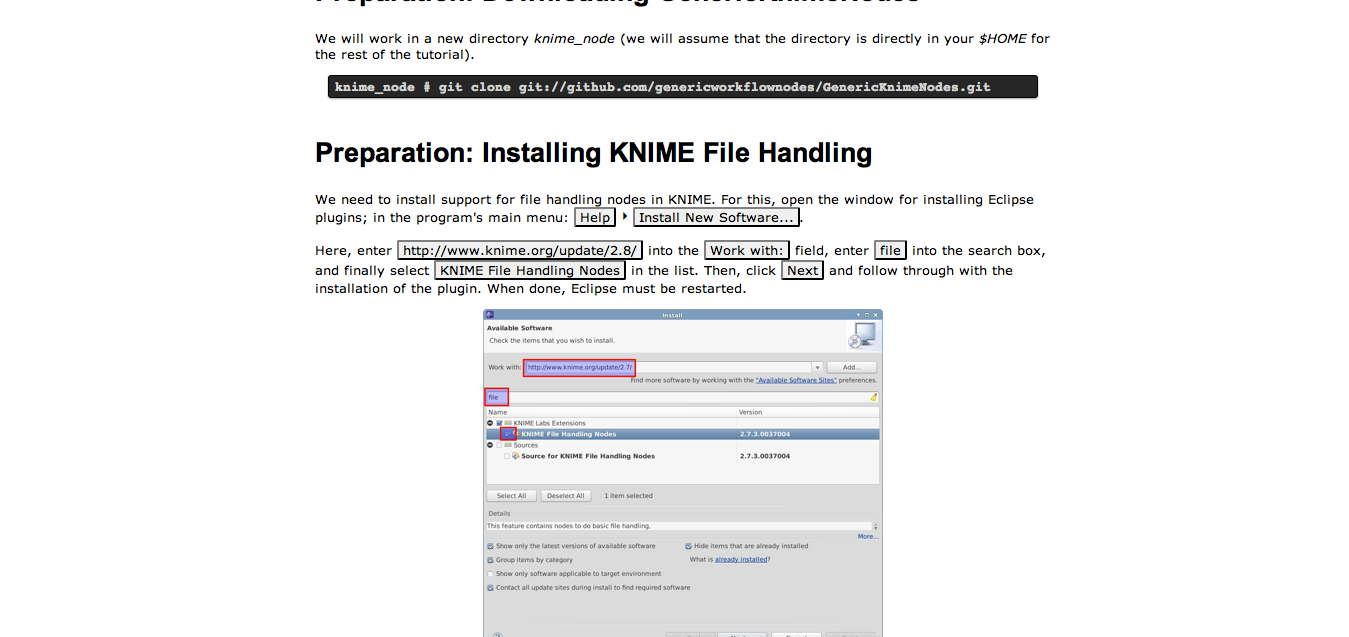 Preparation: Downloading GenericKnimeNodes
We will work in a new directory knime_node (we will assume that the directory is directly in your $HOME for
the rest of the tutorial).
knime_node # git clone git://github.com/genericworkflownodes/GenericKnimeNodes.git
Preparation: Installing KNIME File Handling
We need to install support for file handling nodes in KNIME. For this, open the window for installing Eclipse
plugins; in the program's main menu: Help ‣ Install New Software... .
Here, enter http://www.knime.org/update/2.8/ into the Work with: field, enter file into the search box,
and finally select KNIME File Handling Nodes in the list. Then, click Next and follow through with the
installation of the plugin. When done, Eclipse must be restarted.
Install
Available Software
Check the items that you wish to install.
Work with: http://www.knime.org/update/2.7/ Add...
Find more software by working with the "Available Software Sites" preferences.
file
Name Version
KNIME Labs Extensions
KNIME File Handling Nodes 2.7.3.0037004
Sources
Source for KNIME File Handling Nodes 2.7.3.0037004
Select All Deselect All 1 item selected
Details
This feature contains nodes to do basic file handling.
More...
Show only the latest versions of available software Hide items that are already installed
Group items by category What is already installed?
Show only software applicable to target environment
Contact all update sites during install to find required software